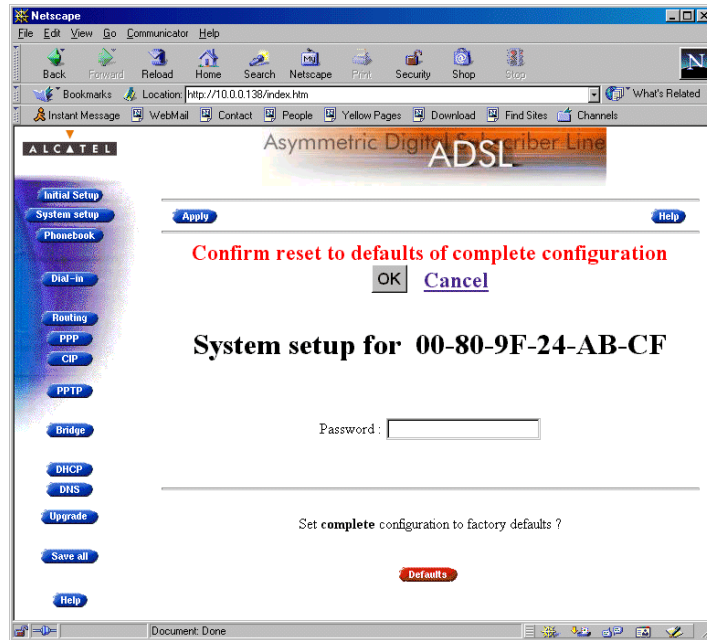 Netscape
File Edit View Go Communicator Help
Back Forward Reload Home Search Netscape Print Security Shop Stop
N
Bookmarks Location: http://10.0.0.138/index.htm What's Related
Instant Message WebMail Contact People Yellow Pages Download Find Sites Channels
ALCATEL
Asymmetric Digital Subscriber Line
ADSL
Initial Setup
System setup
Apply
Help
Phonebook
Confirm reset to defaults of complete configuration
OK Cancel
Dial-in
Routing
PPP
CIP
System setup for 00-80-9F-24-AB-CF
PPTP
Bridge
Password :
DHCP
DNS
Upgrade
Set complete configuration to factory defaults ?
Save all
Defaults
Help
Document: Done